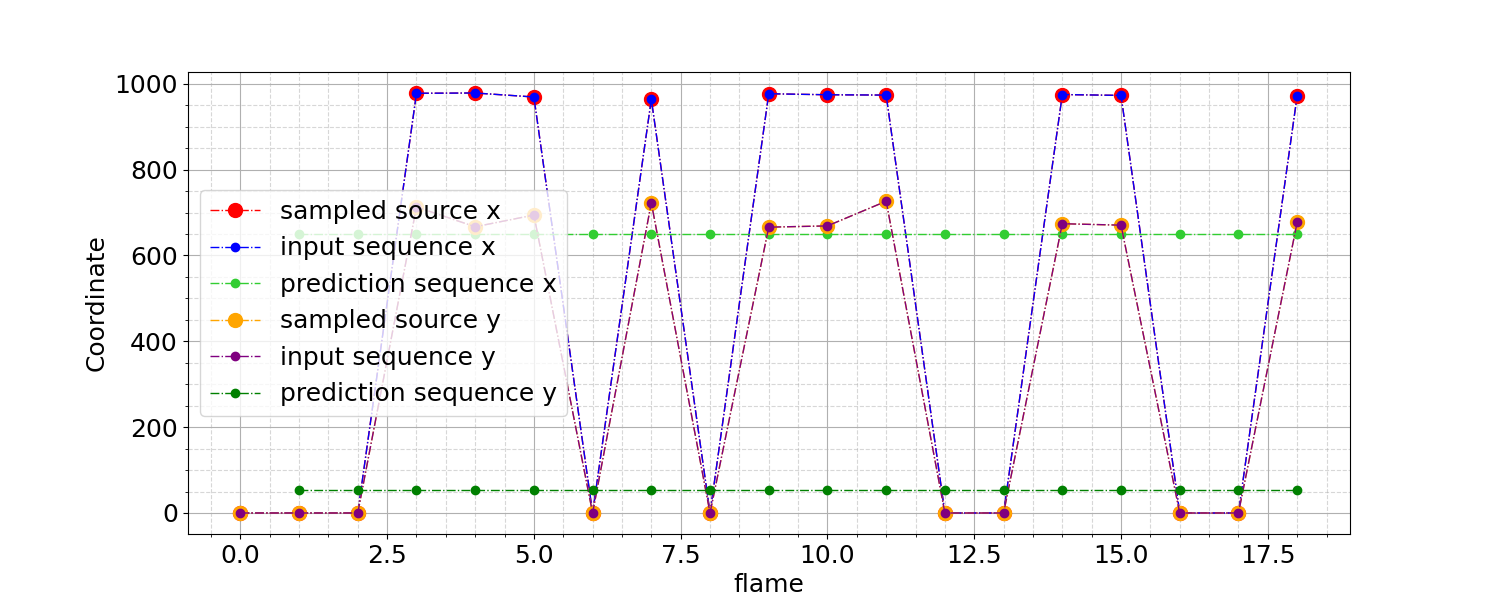 1000
800
600
400
200
0
Coordinate
sampled source x
input sequence x
prediction sequence x
sampled source y
input sequence y
prediction sequence y
0.0 2.5 5.0 7.5 10.0 12.5 15.0 17.5
flame